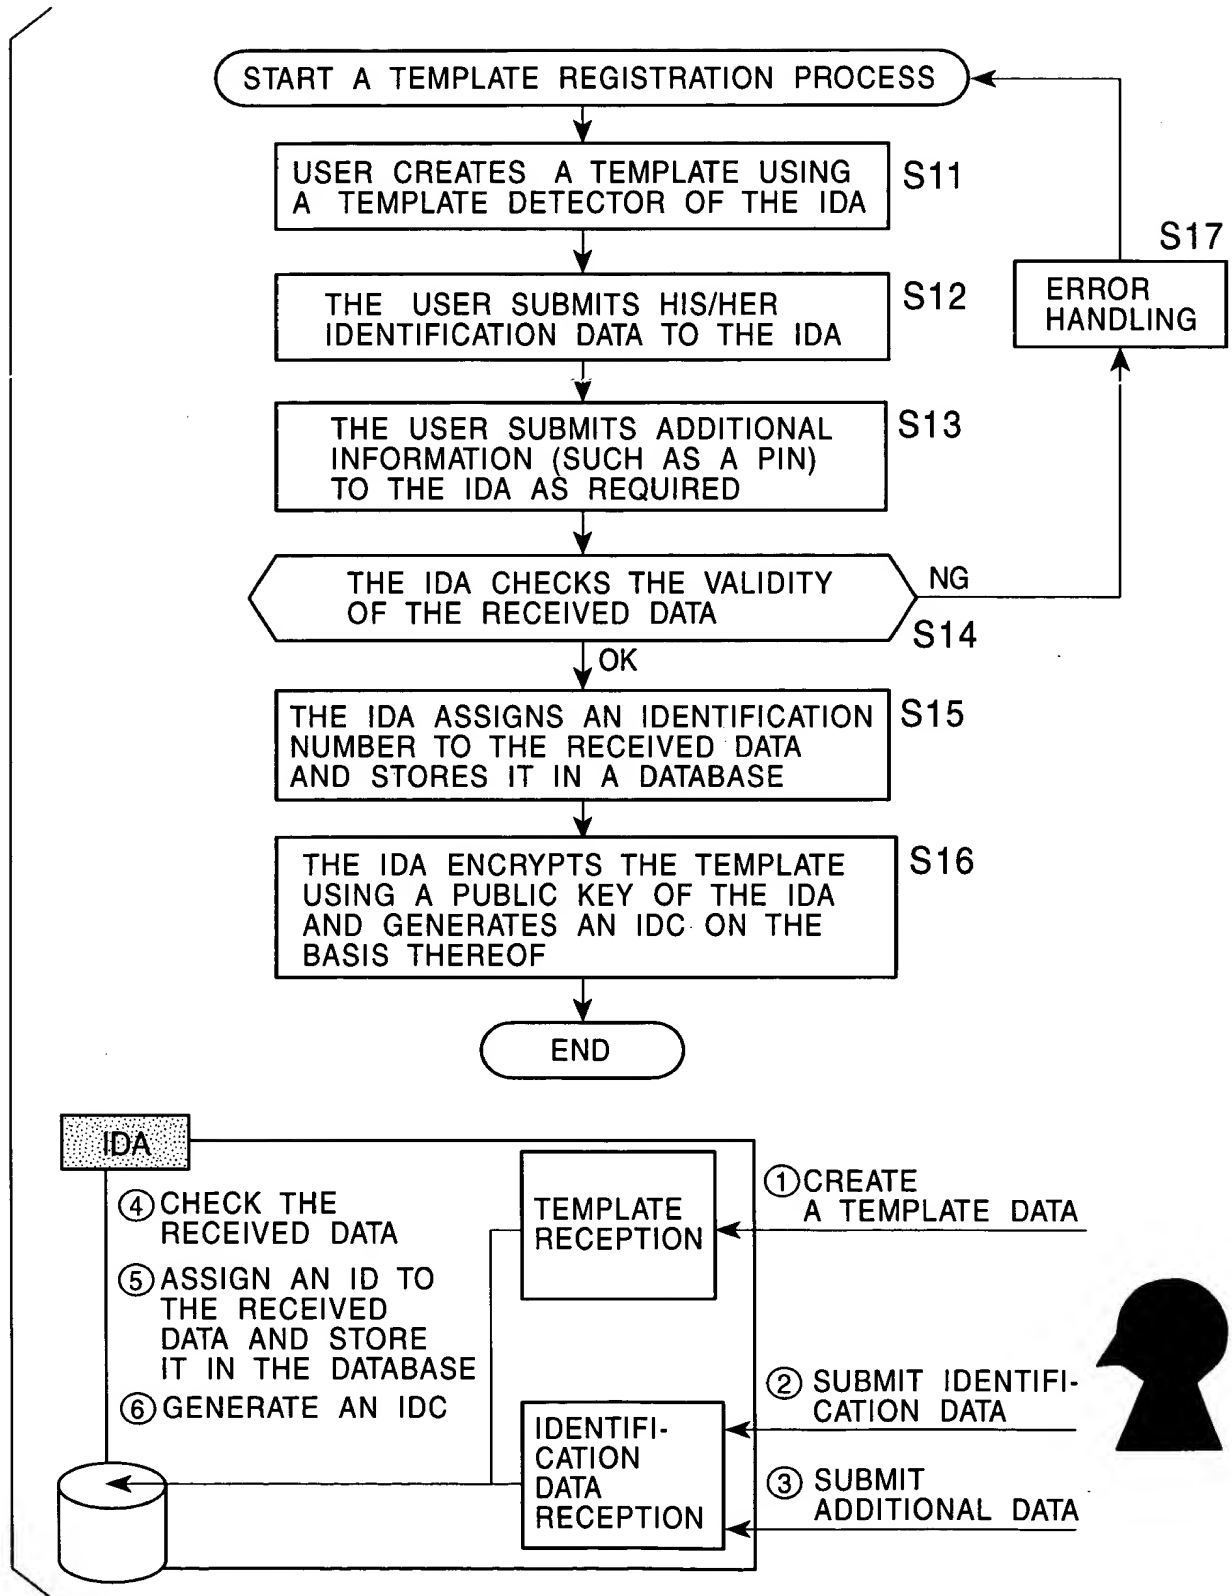 START A TEMPLATE REGISTRATION PROCESS
USER CREATES A TEMPLATE USING
A TEMPLATE DETECTOR OF THE IDA
S11
S17
ERROR
HANDLING
THE USER SUBMITS HIS/HER
IDENTIFICATION DATA TO THE IDA
S12
THE USER SUBMITS ADDITIONAL
INFORMATION (SUCH AS A PIN)
TO THE IDA AS REQUIRED
S13
THE IDA CHECKS THE VALIDITY
OF THE RECEIVED DATA
NG
S14
OK
THE IDA ASSIGNS AN IDENTIFICATION
NUMBER TO THE RECEIVED DATA
AND STORES IT IN A DATABASE
S15
THE IDA ENCRYPTS THE TEMPLATE
USING A PUBLIC KEY OF THE IDA
AND GENERATES AN IDC ON THE
BASIS THEREOF
S16
END
IDA
④ CHECK THE
RECEIVED DATA
⑤ ASSIGN AN ID TO
THE RECEIVED
DATA AND STORE
IT IN THE DATABASE
⑥ GENERATE AN IDC
TEMPLATE
RECEPTION
① CREATE
A TEMPLATE DATA
IDENTIFI-
CATION
DATA
RECEPTION
② SUBMIT IDENTIFI-
CATION DATA
③ SUBMIT
ADDITIONAL DATA